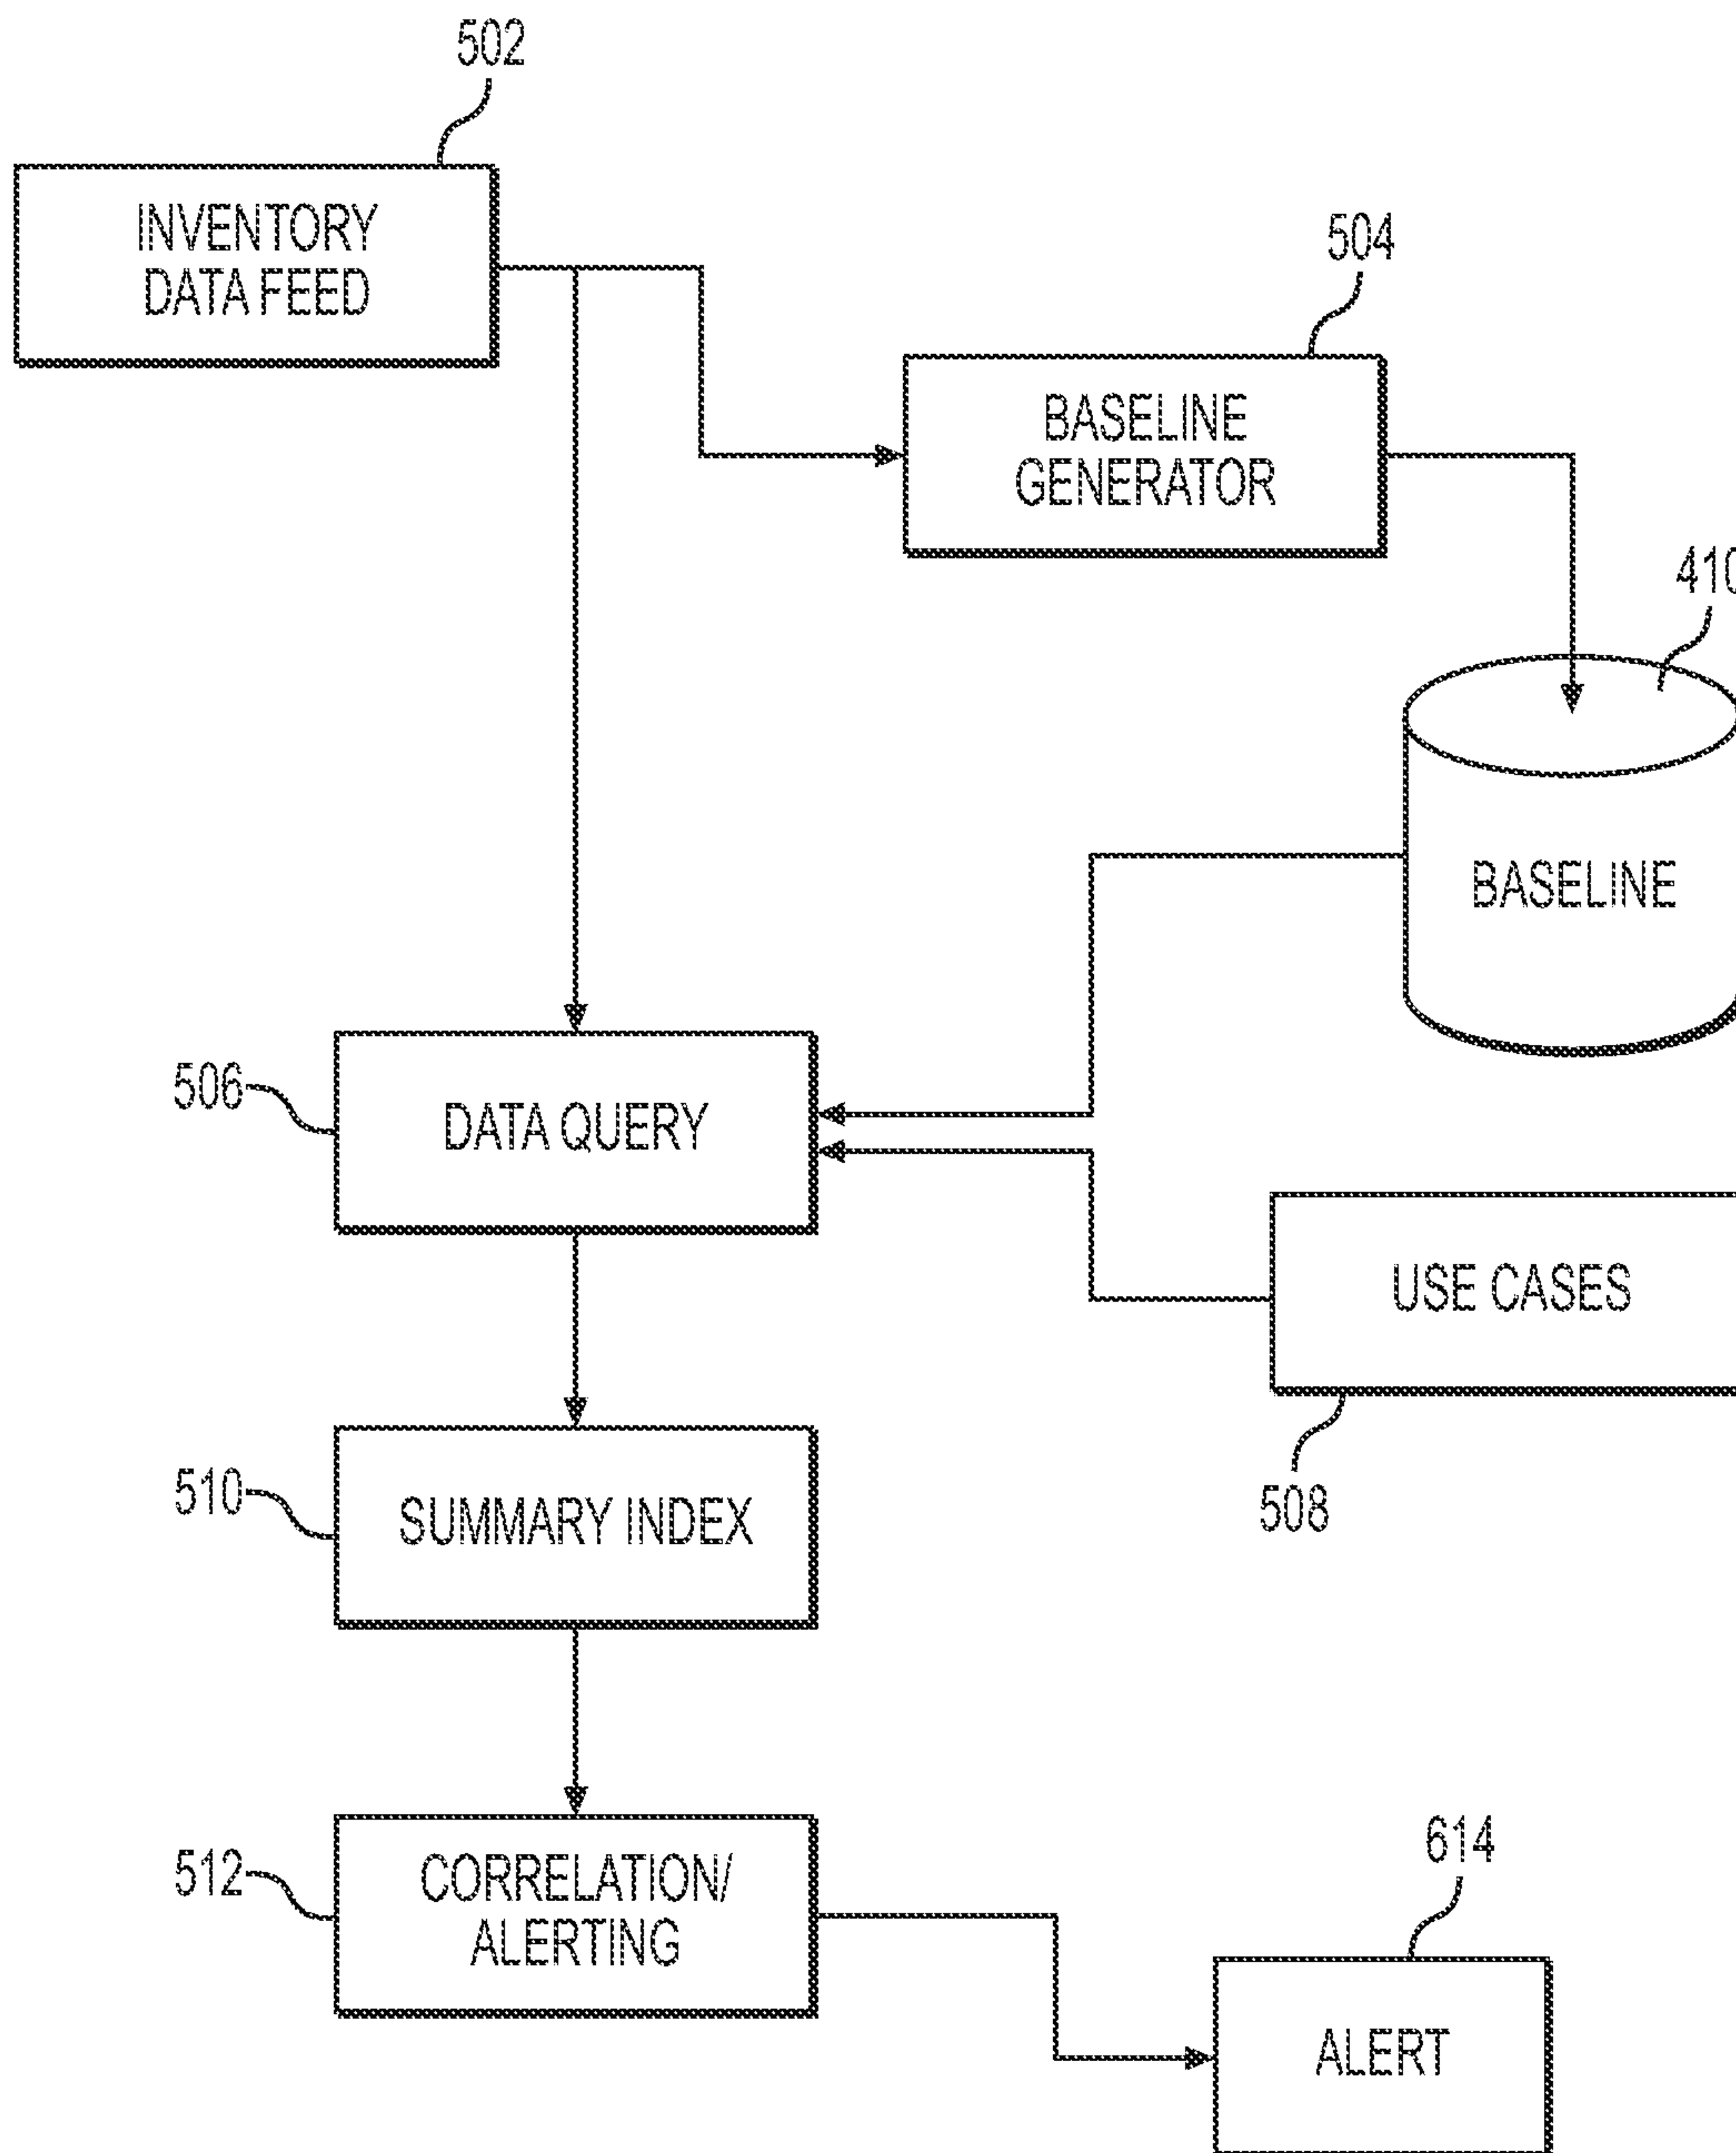 502
INVENTORY
DATA FEED
504
BASELINE
GENERATOR
410
BASELINE
506
DATA QUERY
USE CASES
508
510
SUMMARY INDEX
512
CORRELATION/
ALERTING
614
ALERT